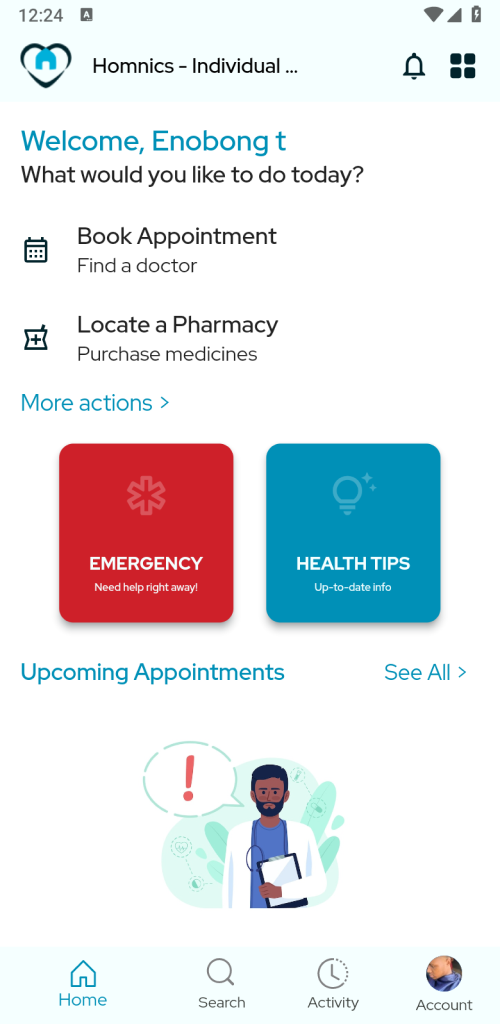 12:24
A
Homnics - Individual ...
Welcome, Enobong t
What would you like to do today?
Book Appointment
Find a doctor
Locate a Pharmacy
Purchase medicines
More actions >
EMERGENCY
Need help right away!
HEALTH TIPS
Up-to-date info
Upcoming Appointments
See All >
!
Home
Search
Activity
Account